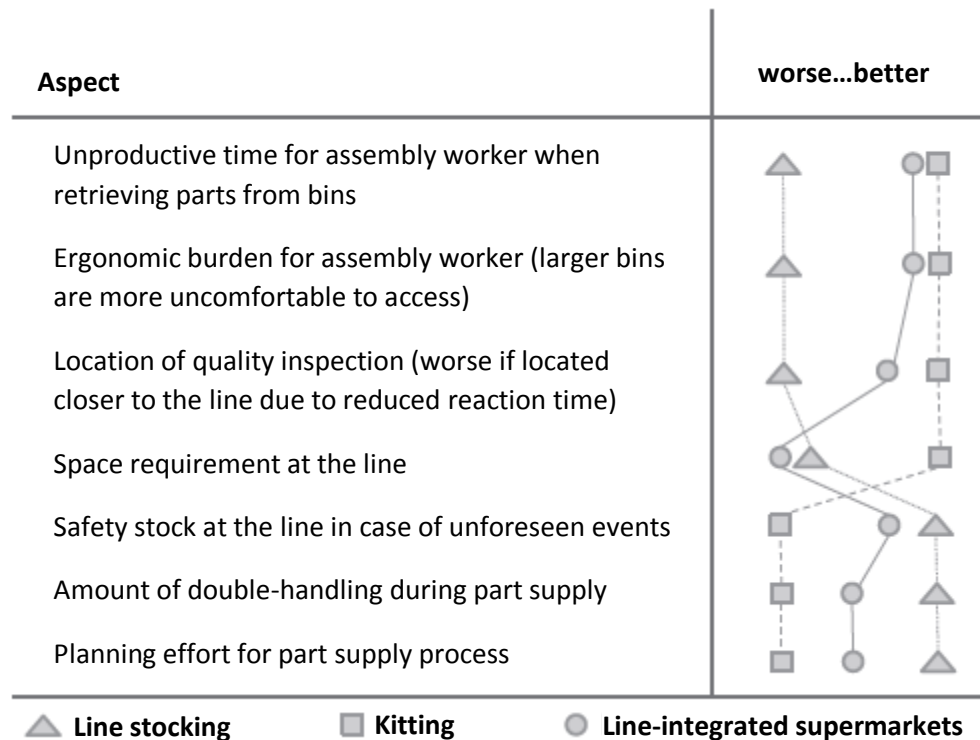 Aspect
worse...better
Unproductive time for assembly worker when
retrieving parts from bins
Ergonomic burden for assembly worker (larger bins
are more uncomfortable to access)
Location of quality inspection (worse if located
closer to the line due to reduced reaction time)
Space requirement at the line
Safety stock at the line in case of unforeseen events
Amount of double-handling during part supply
Planning effort for part supply process
Line stocking
Kitting
Line-integrated supermarkets